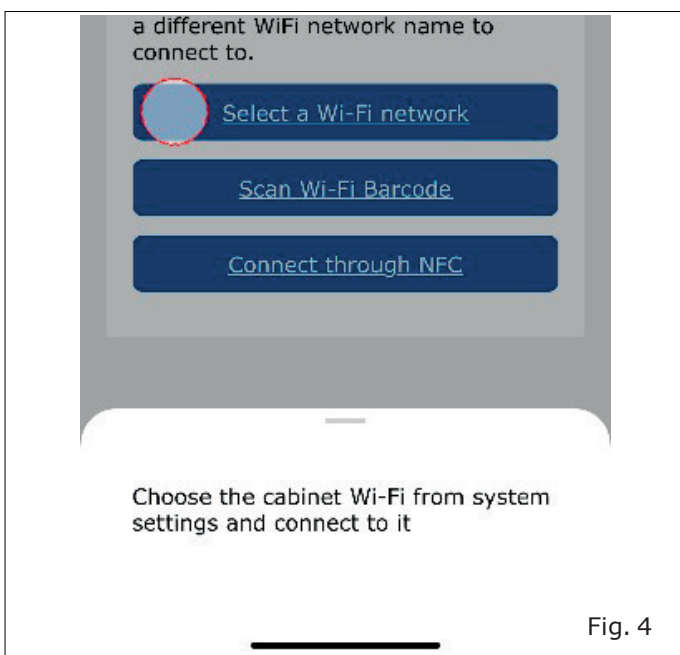 a different WiFi network name to
connect to.
Select a Wi-Fi network
Scan Wi-Fi Barcode
Connect through NFC
Choose the cabinet Wi-Fi from system
settings and connect to it
Fig. 4